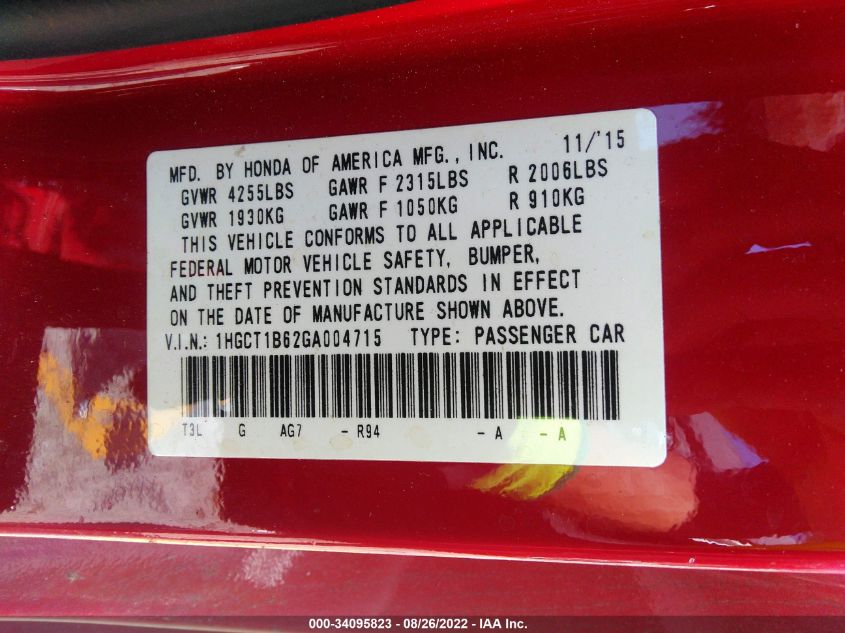 MFD. BY HONDA OF AMERICA MFG., INC. 11/'15
GVWR 4255LBS GAWR F 2315LBS R 2006LBS
GVWR 1930KG GAWR F 1050KG R 910KG
THIS VEHICLE CONFORMS TO ALL APPLICABLE
FEDERAL MOTOR VEHICLE SAFETY, BUMPER,
AND THEFT PREVENTION STANDARDS IN EFFECT
ON THE DATE OF MANUFACTURE SHOWN ABOVE.
V.I.N.: 1HGCT1B62GA004715 TYPE: PASSENGER CAR
T3L G AG7 - R94 - A - A
000-34095823 - 08/26/2022 - IAA Inc.